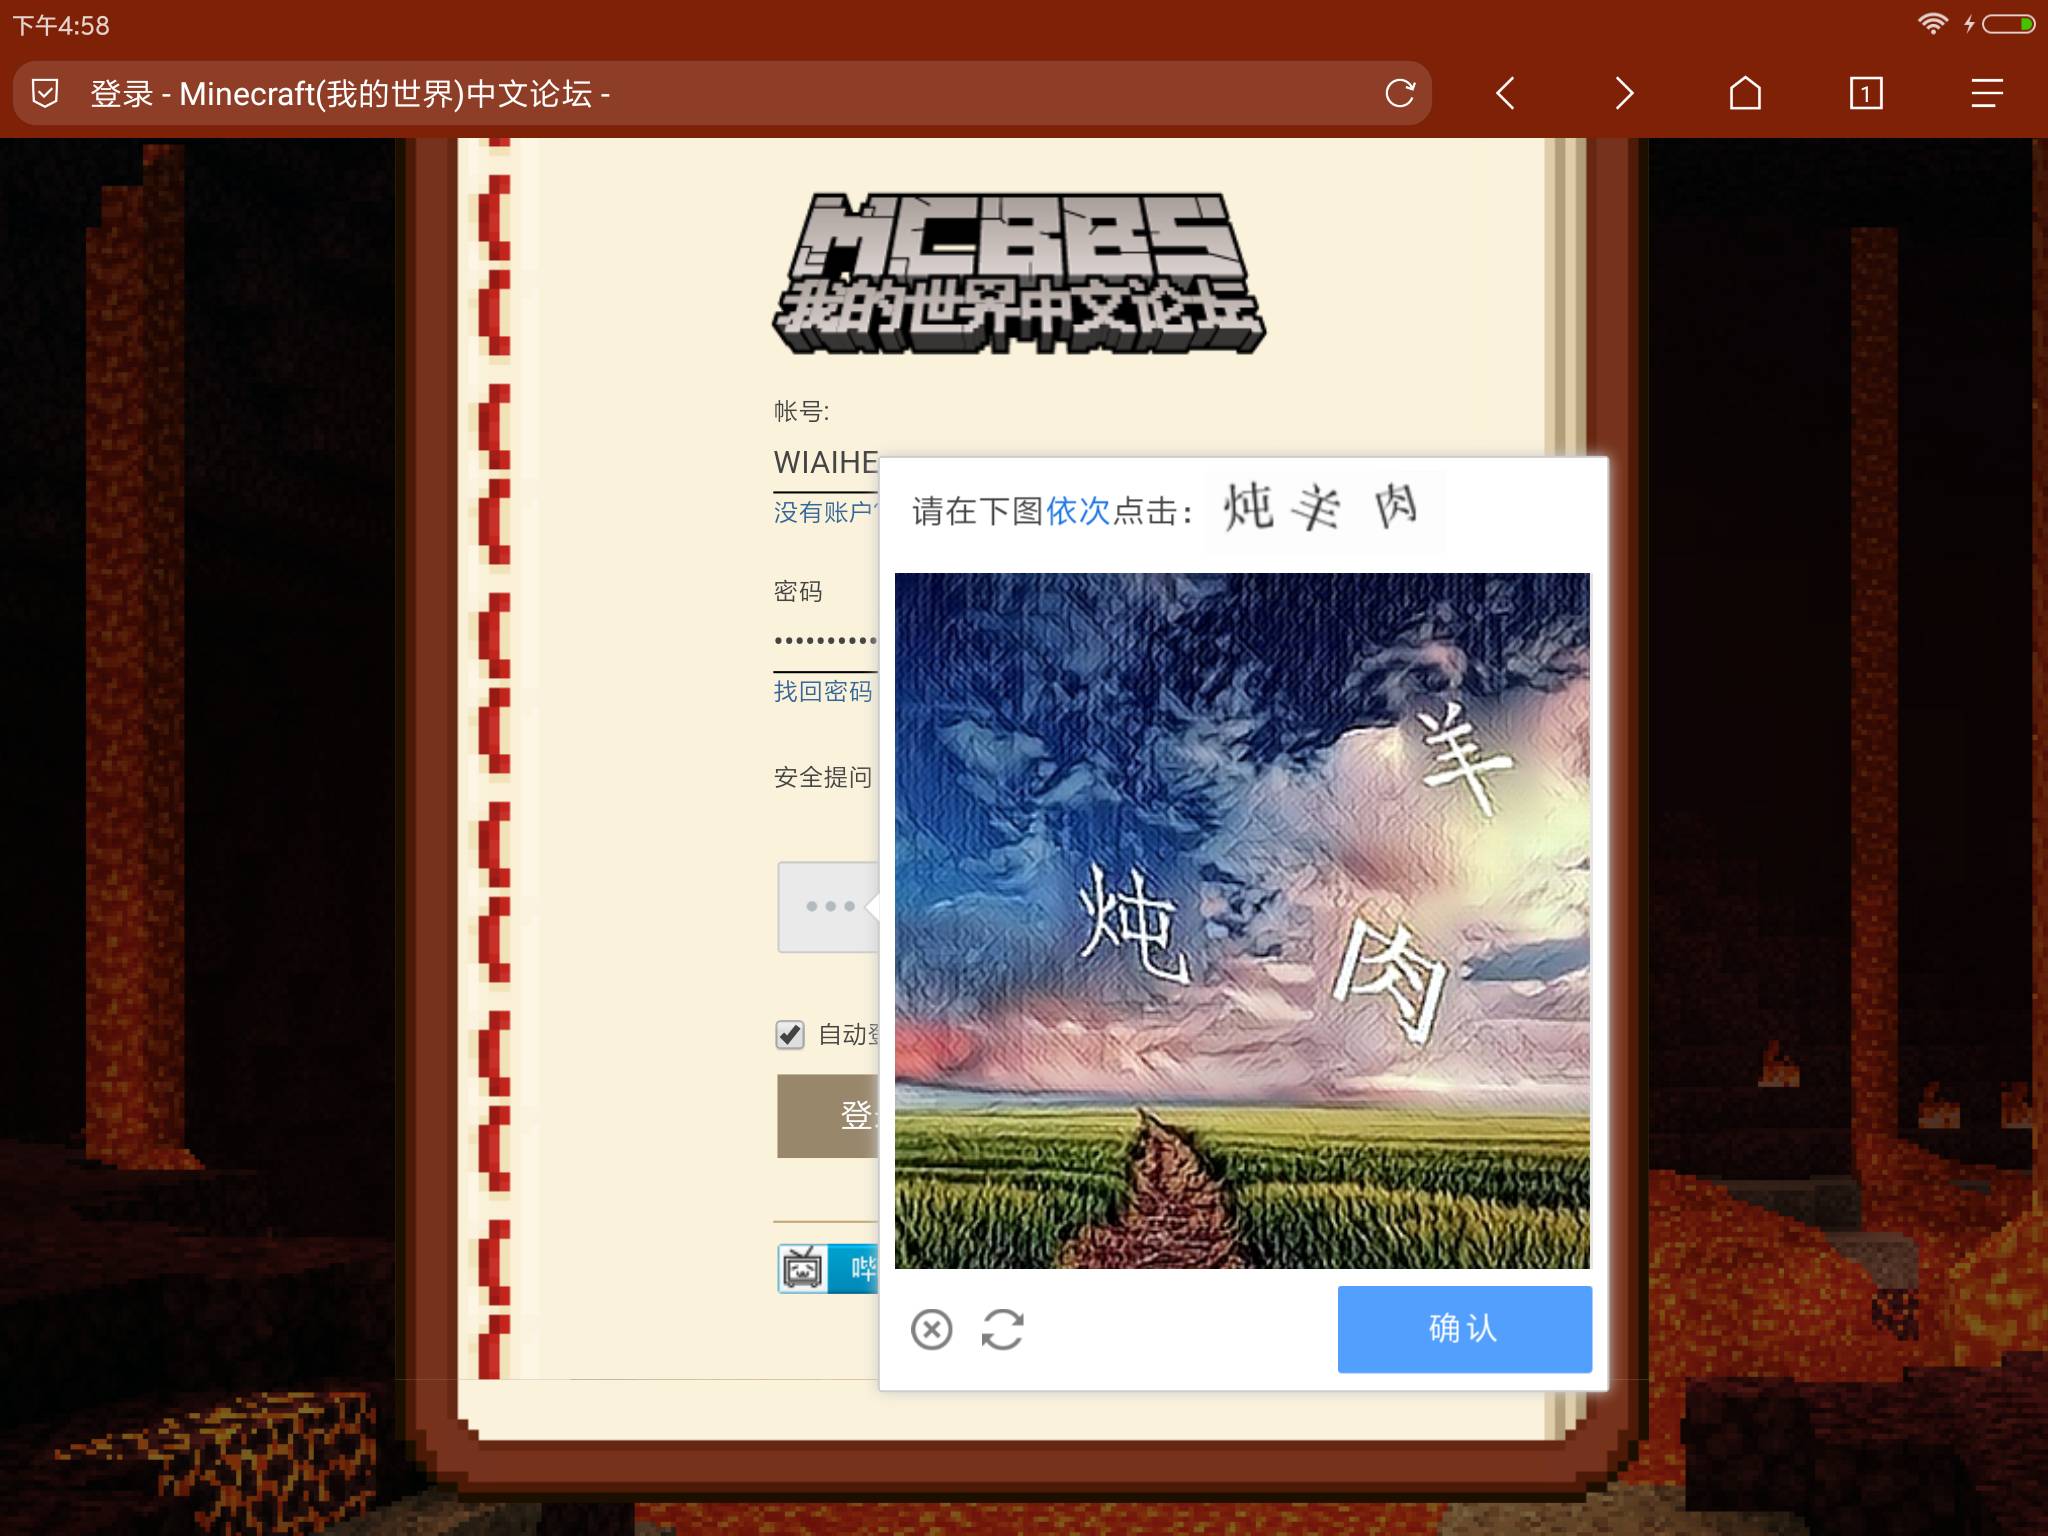 下午4:58
登录 - Minecraft(我的世界)中文论坛 -
1
MCBBS
我的世界中文论坛
帐号:
WIAIHE
没有账户
请在下图依次点击：炖 羊 肉
密码
找回密码
羊
安全提问
炖
肉
自动登
登录
哔
确认